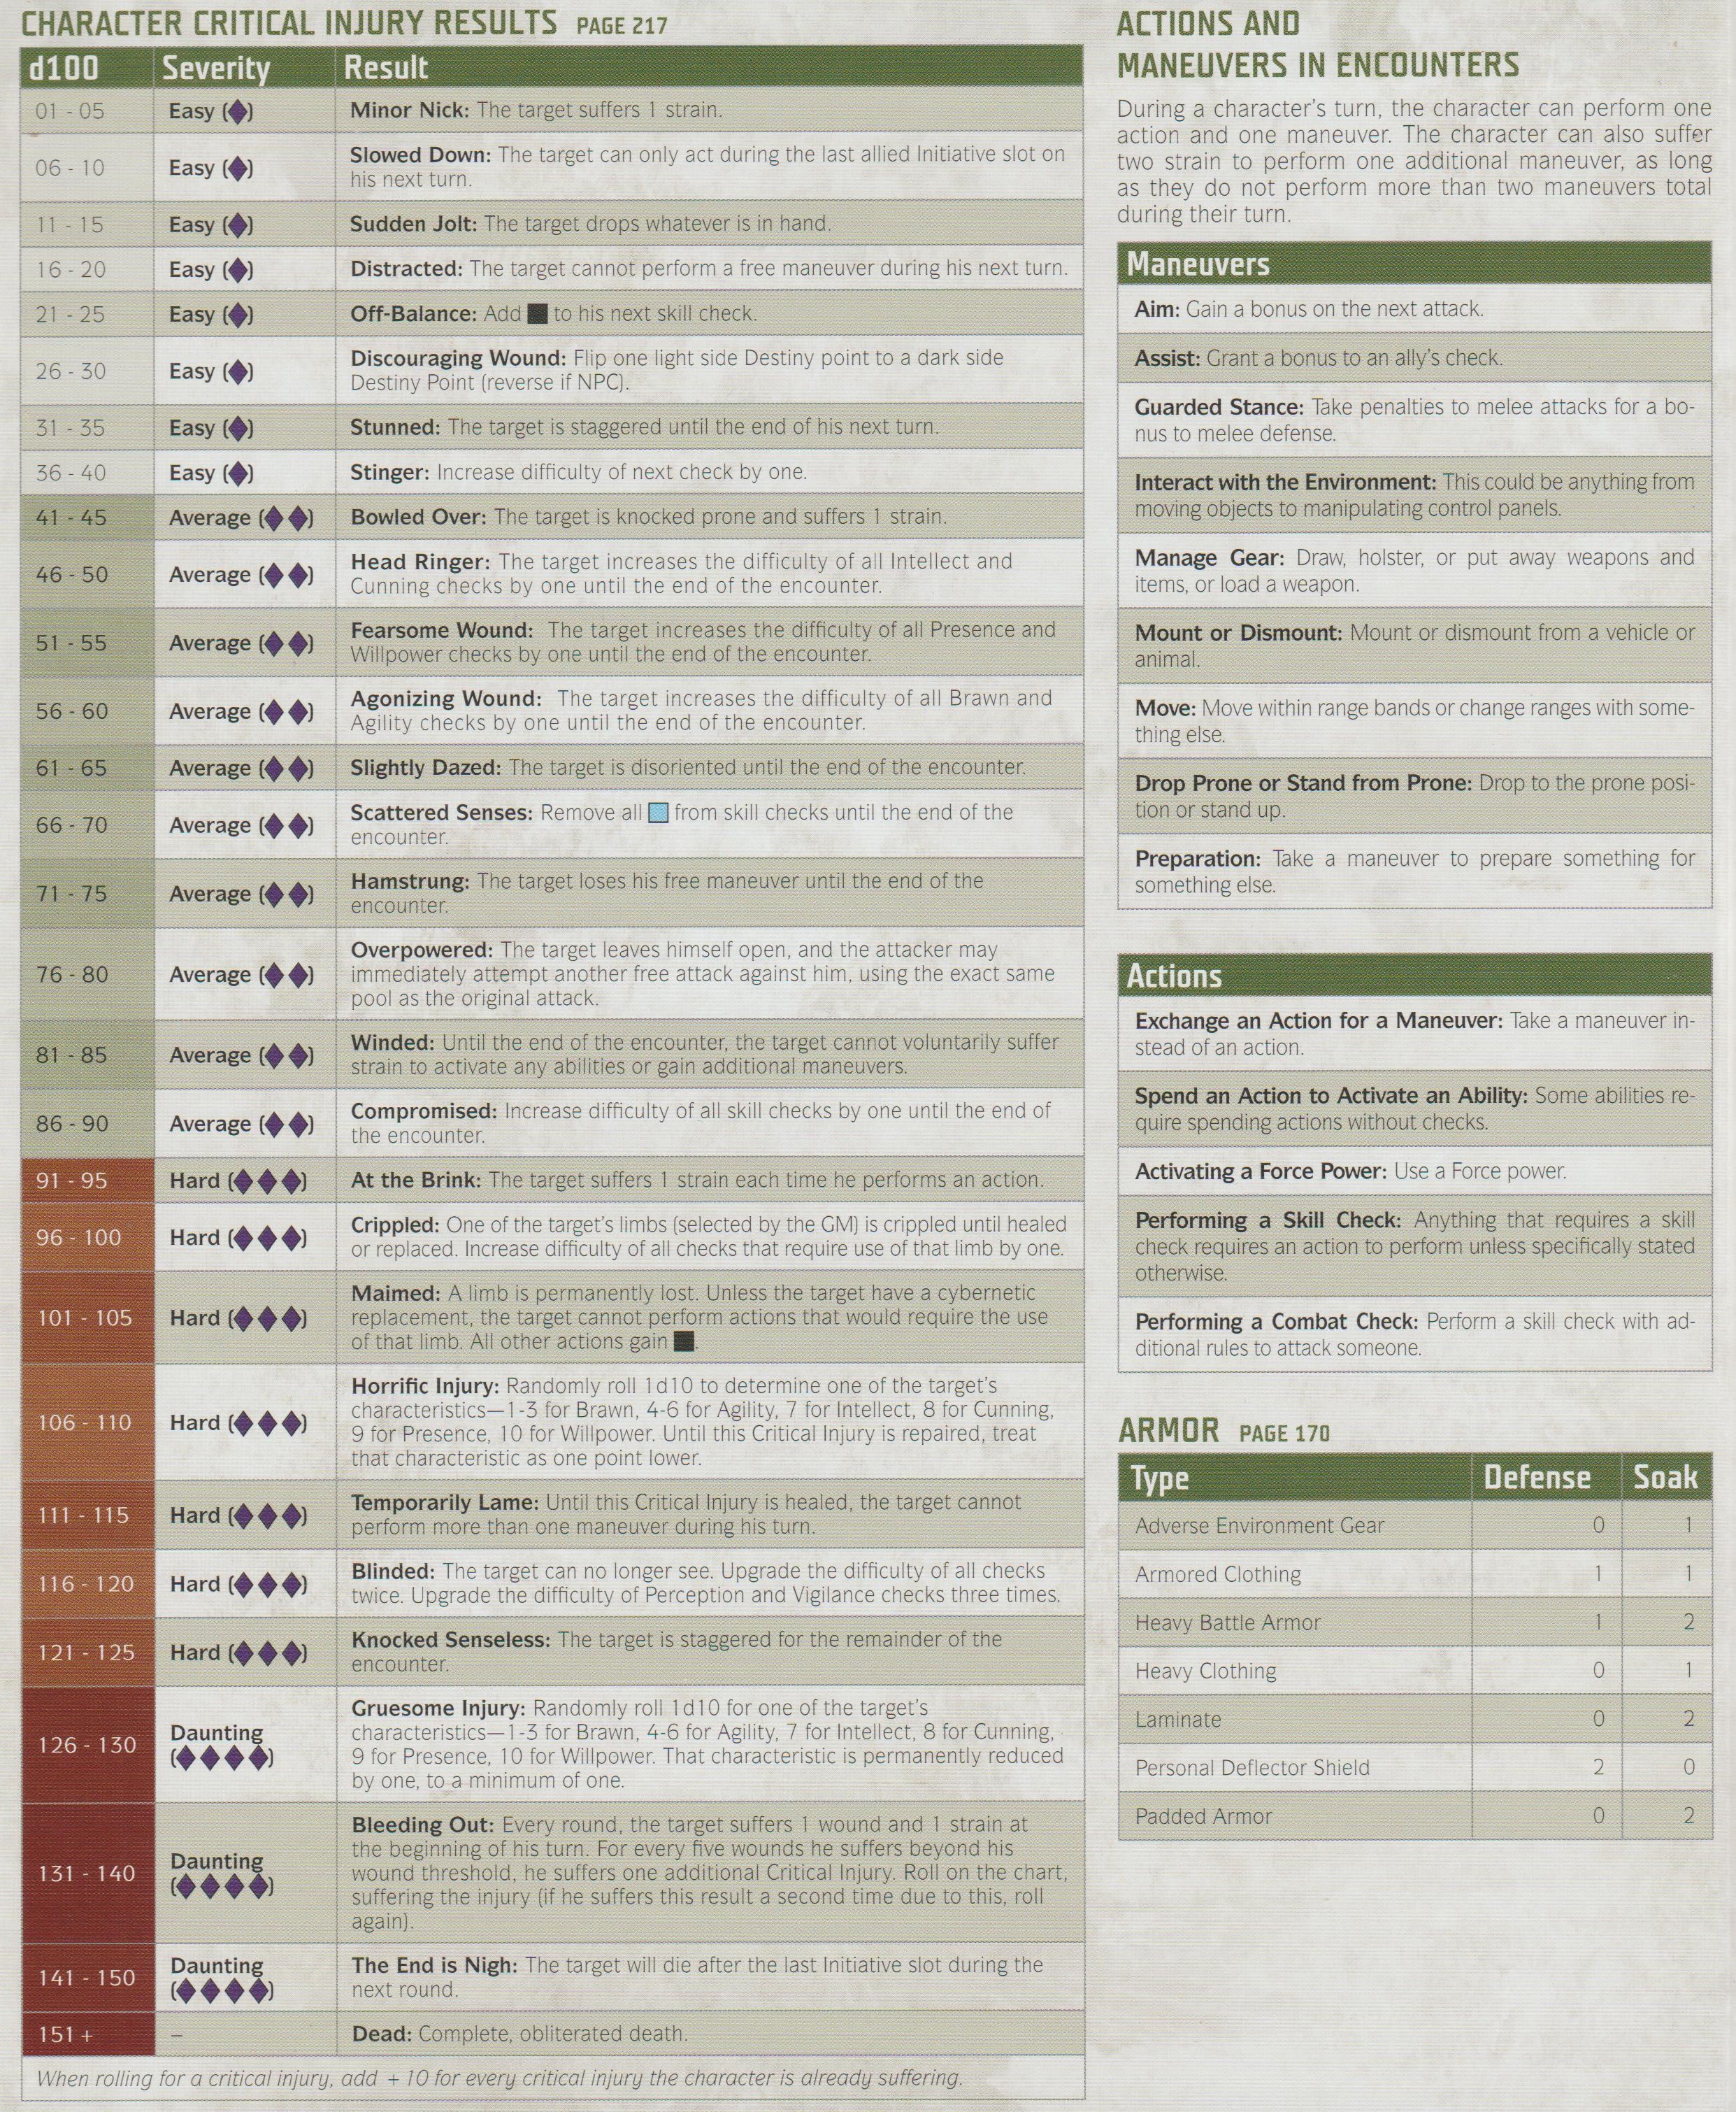 CHARACTER CRITICAL INJURY RESULTS PAGE 217
d100 Severity Result
01 - 05 Easy (◆) Minor Nick: The target suffers 1 strain.
06 - 10 Easy (◆) Slowed Down: The target can only act during the last allied Initiative slot on
his next turn.
11 - 15 Easy (◆) Sudden Jolt: The target drops whatever is in hand.
16 - 20 Easy (◆) Distracted: The target cannot perform a free maneuver during his next turn.
21 - 25 Easy (◆) Off-Balance: Add ■ to his next skill check.
26 - 30 Easy (◆) Discouraging Wound: Flip one light side Destiny point to a dark side
Destiny Point (reverse if NPC).
31 - 35 Easy (◆) Stunned: The target is staggered until the end of his next turn.
36 - 40 Easy (◆) Stinger: Increase difficulty of next check by one.
41 - 45 Average (◆◆) Bowled Over: The target is knocked prone and suffers 1 strain.
46 - 50 Average (◆◆) Head Ringer: The target increases the difficulty of all Intellect and
Cunning checks by one until the end of the encounter.
51 - 55 Average (◆◆) Fearsome Wound: The target increases the difficulty of all Presence and
Willpower checks by one until the end of the encounter.
56 - 60 Average (◆◆) Agonizing Wound: The target increases the difficulty of all Brawn and
Agility checks by one until the end of the encounter.
61 - 65 Average (◆◆) Slightly Dazed: The target is disoriented until the end of the encounter.
66 - 70 Average (◆◆) Scattered Senses: Remove all □ from skill checks until the end of the
encounter.
71 - 75 Average (◆◆) Hamstrung: The target loses his free maneuver until the end of the
encounter.
76 - 80 Average (◆◆) Overpowered: The target leaves himself open, and the attacker may
immediately attempt another free attack against him, using the exact same
pool as the original attack.
81 - 85 Average (◆◆) Winded: Until the end of the encounter, the target cannot voluntarily suffer
strain to activate any abilities or gain additional maneuvers.
86 - 90 Average (◆◆) Compromised: Increase difficulty of all skill checks by one until the end of
the encounter.
91 - 95 Hard (◆◆◆) At the Brink: The target suffers 1 strain each time he performs an action.
96 - 100 Hard (◆◆◆) Crippled: One of the target's limbs (selected by the GM) is crippled until healed
or replaced. Increase difficulty of all checks that require use of that limb by one.
101 - 105 Hard (◆◆◆) Maimed: A limb is permanently lost. Unless the target have a cybernetic
replacement, the target cannot perform actions that would require the use
of that limb. All other actions gain ■.
106 - 110 Hard (◆◆◆) Horrific Injury: Randomly roll 1d10 to determine one of the target's
characteristics—1-3 for Brawn, 4-6 for Agility, 7 for Intellect, 8 for Cunning,
9 for Presence, 10 for Willpower. Until this Critical Injury is repaired, treat
that characteristic as one point lower.
111 - 115 Hard (◆◆◆) Temporarily Lame: Until this Critical Injury is healed, the target cannot
perform more than one maneuver during his turn.
116 - 120 Hard (◆◆◆) Blinded: The target can no longer see. Upgrade the difficulty of all checks
twice. Upgrade the difficulty of Perception and Vigilance checks three times.
121 - 125 Hard (◆◆◆) Knocked Senseless: The target is staggered for the remainder of the
encounter.
126 - 130 Daunting (◆◆◆◆) Gruesome Injury: Randomly roll 1d10 for one of the target's
characteristics—1-3 for Brawn, 4-6 for Agility, 7 for Intellect, 8 for Cunning,
9 for Presence, 10 for Willpower. That characteristic is permanently reduced
by one, to a minimum of one.
131 - 140 Daunting (◆◆◆◆) Bleeding Out: Every round, the target suffers 1 wound and 1 strain at
the beginning of his turn. For every five wounds he suffers beyond his
wound threshold, he suffers one additional Critical Injury. Roll on the chart,
suffering the injury (if he suffers this result a second time due to this, roll
again).
141 - 150 Daunting (◆◆◆◆) The End is Nigh: The target will die after the last Initiative slot during the
next round.
151 + – Dead: Complete, obliterated death.
When rolling for a critical injury, add + 10 for every critical injury the character is already suffering.
ACTIONS AND
MANEUVERS IN ENCOUNTERS
During a character's turn, the character can perform one
action and one maneuver. The character can also suffer
two strain to perform one additional maneuver, as long
as they do not perform more than two maneuvers total
during their turn.
Maneuvers
Aim: Gain a bonus on the next attack.
Assist: Grant a bonus to an ally's check.
Guarded Stance: Take penalties to melee attacks for a bo-
nus to melee defense.
Interact with the Environment: This could be anything from
moving objects to manipulating control panels.
Manage Gear: Draw, holster, or put away weapons and
items, or load a weapon.
Mount or Dismount: Mount or dismount from a vehicle or
animal.
Move: Move within range bands or change ranges with some-
thing else.
Drop Prone or Stand from Prone: Drop to the prone posi-
tion or stand up.
Preparation: Take a maneuver to prepare something for
something else.
Actions
Exchange an Action for a Maneuver: Take a maneuver in-
stead of an action.
Spend an Action to Activate an Ability: Some abilities re-
quire spending actions without checks.
Activating a Force Power: Use a Force power.
Performing a Skill Check: Anything that requires a skill
check requires an action to perform unless specifically stated
otherwise.
Performing a Combat Check: Perform a skill check with ad-
ditional rules to attack someone.
ARMOR PAGE 170
Type Defense Soak
Adverse Environment Gear 0 1
Armored Clothing 1 1
Heavy Battle Armor 1 2
Heavy Clothing 0 1
Laminate 0 2
Personal Deflector Shield 2 0
Padded Armor 0 2